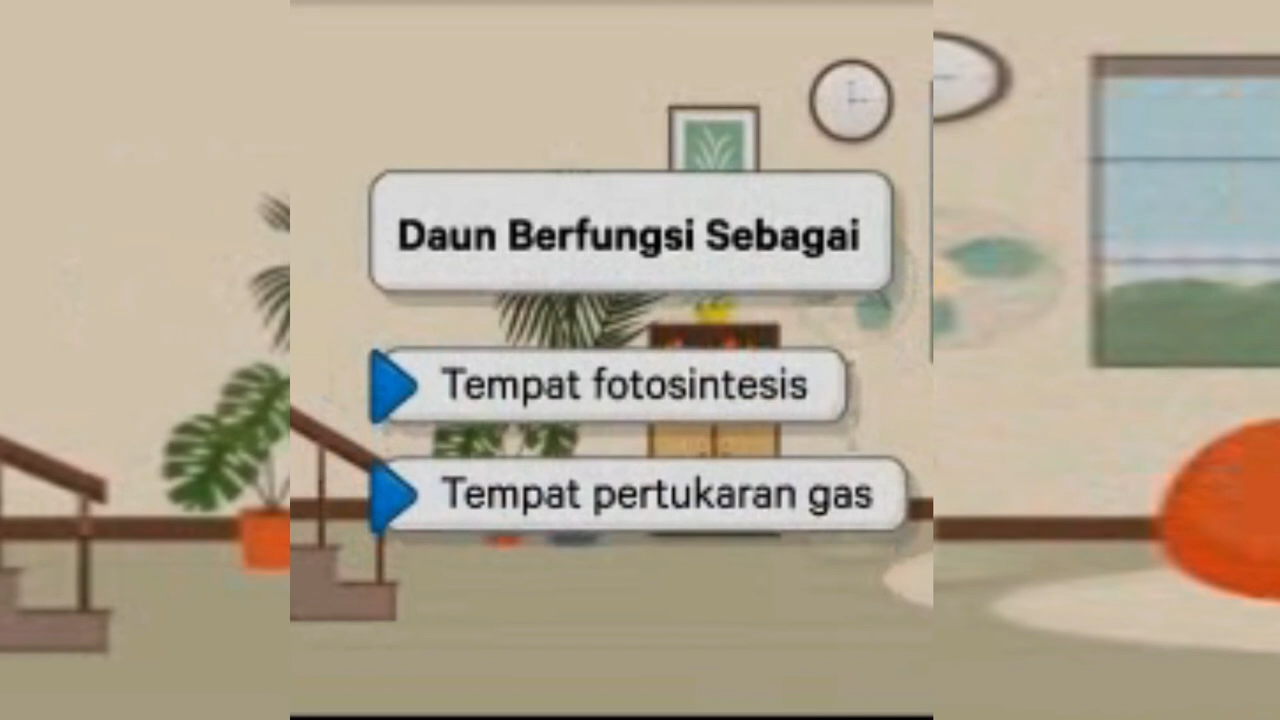 Daun Berfungsi Sebagai
Tempat fotosintesis
Tempat pertukaran gas